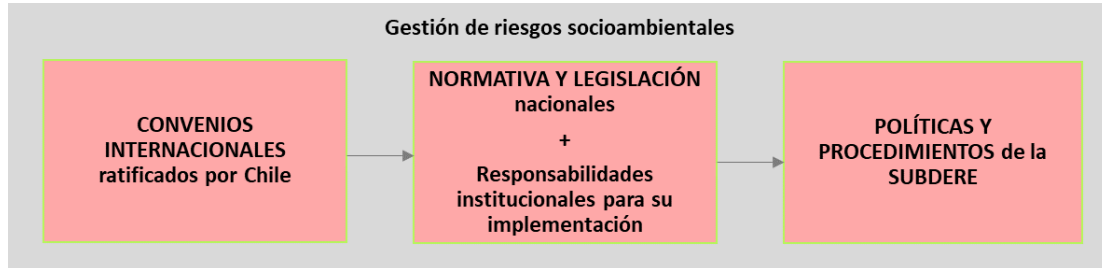 Gestión de riesgos socioambientales
CONVENIOS
INTERNACIONALES
ratificados por Chile
NORMATIVA Y LEGISLACIÓN
nacionales
+
Responsabilidades
institucionales para su
implementación
POLÍTICAS Y
PROCEDIMIENTOS de la
SUBDERE